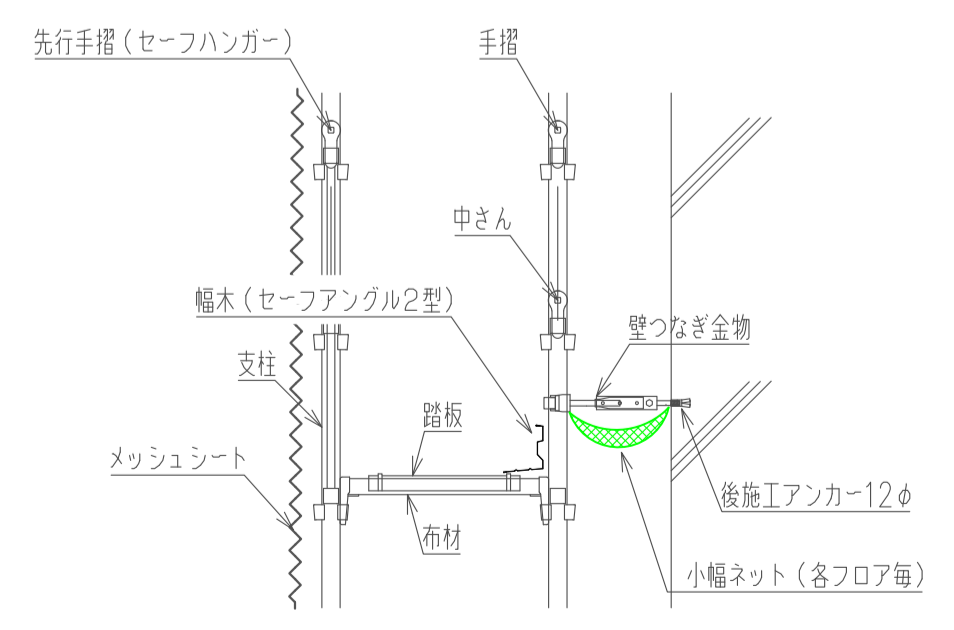 先行手摺（セーフハンガー）
手摺
中さん
幅木（セーフアングル２型）
壁つなぎ金物
支柱
踏板
メッシュシート
後施工アンカー12φ
布材
小幅ネット（各フロア毎）